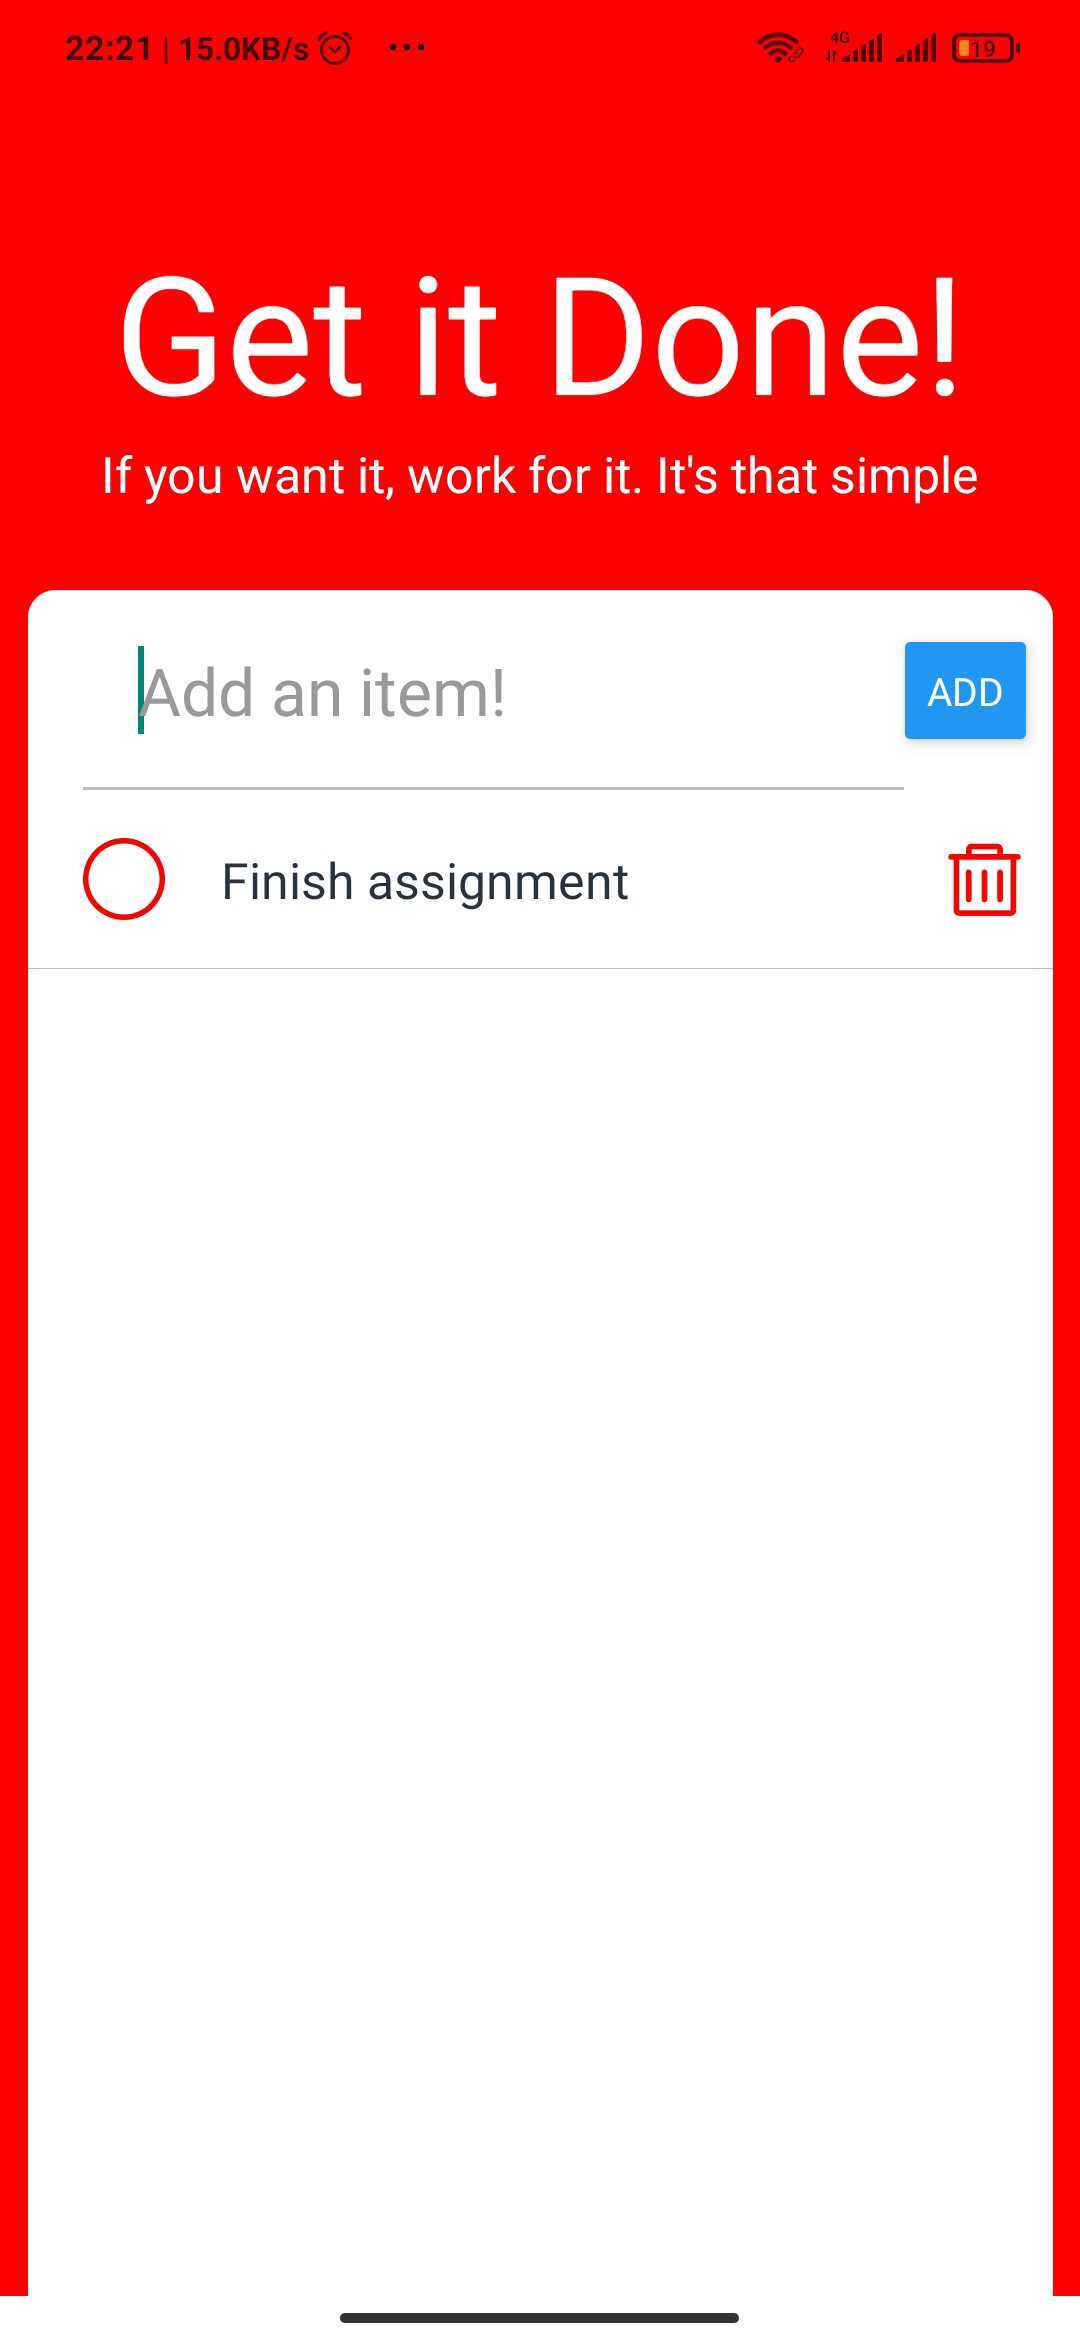 22:21 | 15.0KB/s
4G
19
Get it Done!
If you want it, work for it. It's that simple
Add an item!
ADD
Finish assignment